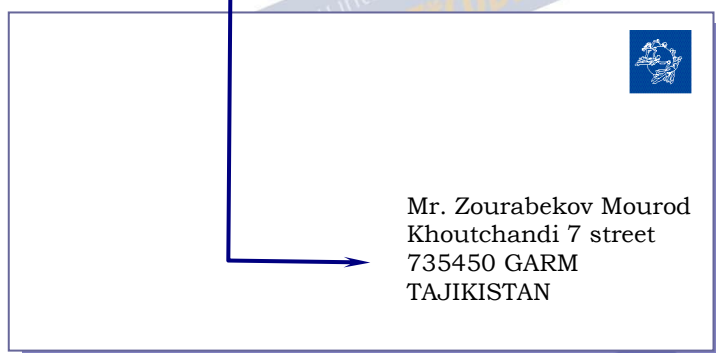 Mr. Zourabekov Mourod
Khoutchandi 7 street
735450 GARM
TAJIKISTAN